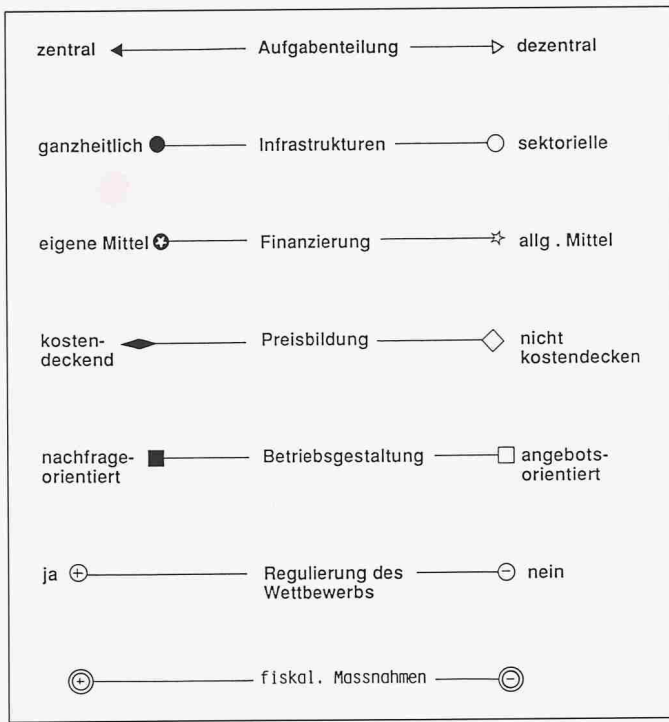 zentral Aufgabenteilung dezentral
ganzheitlich Infrastrukturen sektorielle
eigene Mittel Finanzierung allg . Mittel
kosten- Preisbildung nicht
deckend kostendecken
nachfrage- Betriebsgestaltung angebots-
orientiert orientiert
ja Regulierung des nein
Wettbewerbs
fiskal. Massnahmen